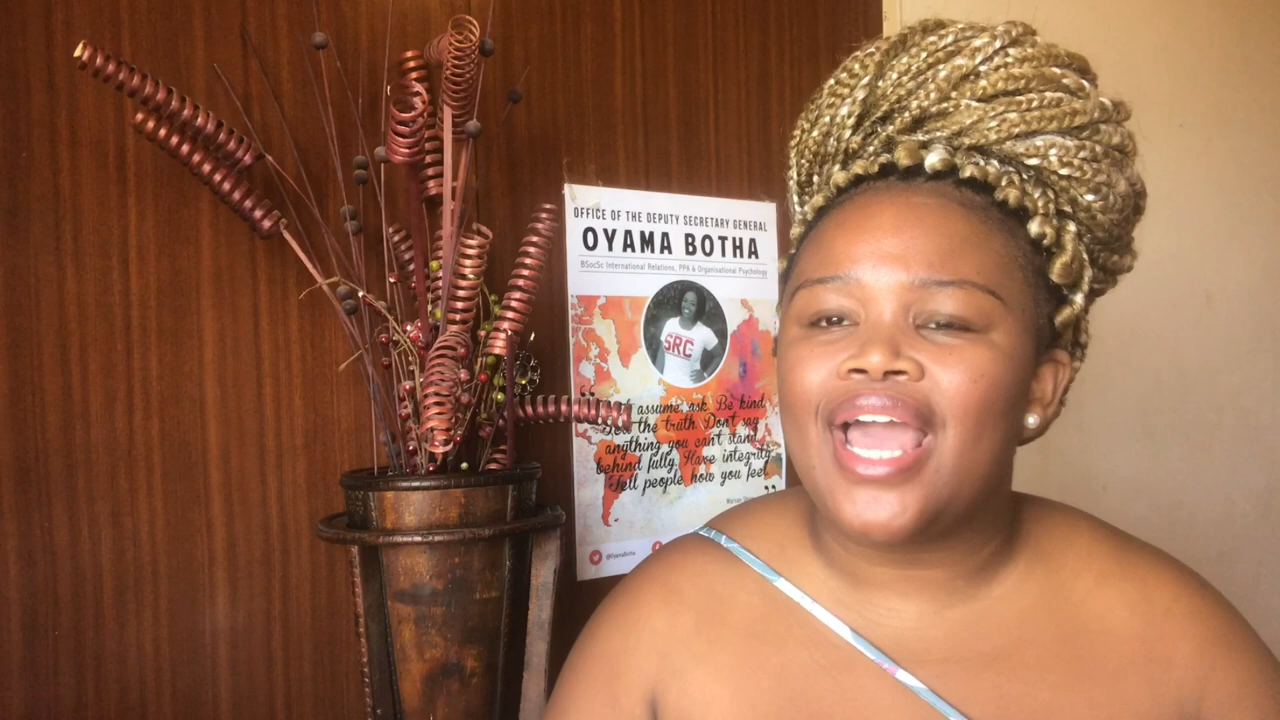 OFFICE OF THE DEPUTY SECRETARY GENERAL
OYAMA BOTHA
BSocSc International Relations, PPA & Organisational Psychology
SRC
assume, ask. Be kind.
the truth. Don't say
anything you can't stand
behind fully. Have integrity.
Tell people how you feel.
@OyamaBotha